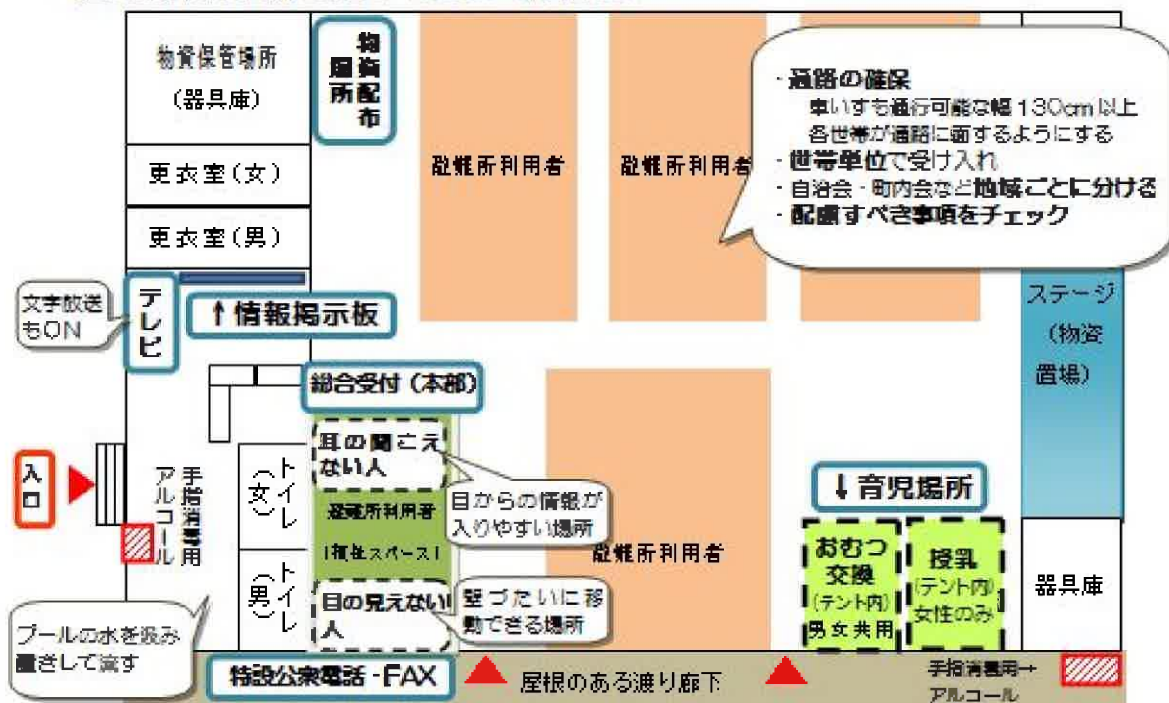 物資保管場所
（器具庫）
物資配布
場所
更衣室（女）
更衣室（男）
避難所利用者
避難所利用者
・通路の確保
車いすも通行可能な幅130cm以上
各世帯が通路に面するようにする
・世帯単位で受け入れ
・自治会・町内会など地域ごとに分ける
・配慮すべき事項をチェック
文字放送
もON
テレビ
↑情報掲示板
ステージ
（物資
置場）
総合受付（本部）
耳の聞こえ
ない人
目からの情報が
入りやすい場所
入口
手指消毒用
アルコール
トイレ
（女）
避難所利用者
（福祉スペース）
避難所利用者
↓育児場所
おむつ
交換
（テント内）
男女共用
授乳
（テント内）
女性のみ
器具庫
トイレ
（男）
目の見えない
人
壁づたいに移
動できる場所
プールの水を汲み
置きして流す
特設公衆電話・FAX
屋根のある渡り廊下
手指消毒用→
アルコール